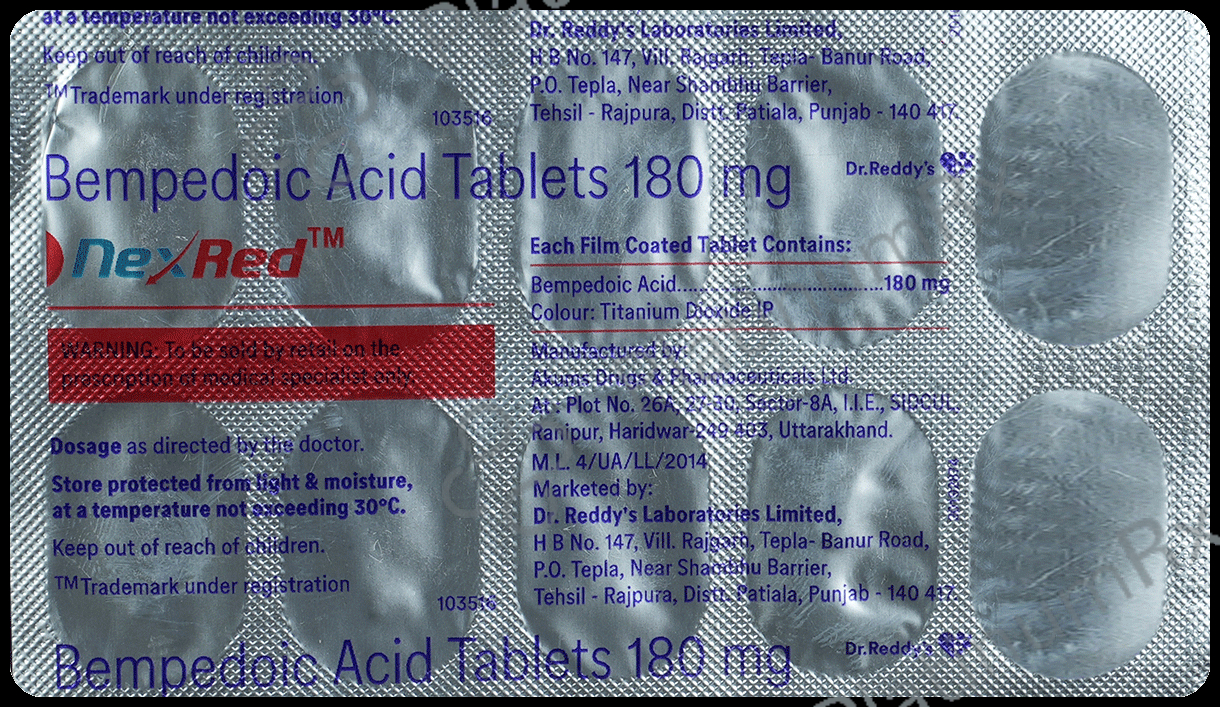 at a temperature not exceeding 30°C.
Keep out of reach of children.
™Trademark under registration
103516
Bempedoic Acid Tablets 180 mg
NexRed™
WARNING: To be sold by retail on the
prescription of medical specialist only
Dosage as directed by the doctor.
Store protected from light & moisture,
at a temperature not exceeding 30°C.
Keep out of reach of children.
™Trademark under registration
103516
Bempedoic Acid Tablets 180 mg
Dr. Reddy's Laboratories Limited,
H B No. 147, Vill. Rajgarh, Tepla- Banur Road,
P.O. Tepla, Near Shambhu Barrier,
Tehsil - Rajpura, Distt. Patiala, Punjab - 140 417.
Dr.Reddy's
Each Film Coated Tablet Contains:
Bempedoic Acid...............................................180 mg
Colour: Titanium Dioxide IP
Manufactured by:
Akums Drugs & Pharmaceuticals Ltd.
At : Plot No. 26A, 27-30, Sector-8A, I.I.E., SIDCUL,
Ranipur, Haridwar-249 403, Uttarakhand.
M.L. 4/UA/LL/2014
Marketed by:
Dr. Reddy's Laboratories Limited,
H B No. 147, Vill. Rajgarh, Tepla- Banur Road,
P.O. Tepla, Near Shambhu Barrier,
Tehsil - Rajpura, Distt. Patiala, Punjab - 140 417.
Dr.Reddy's